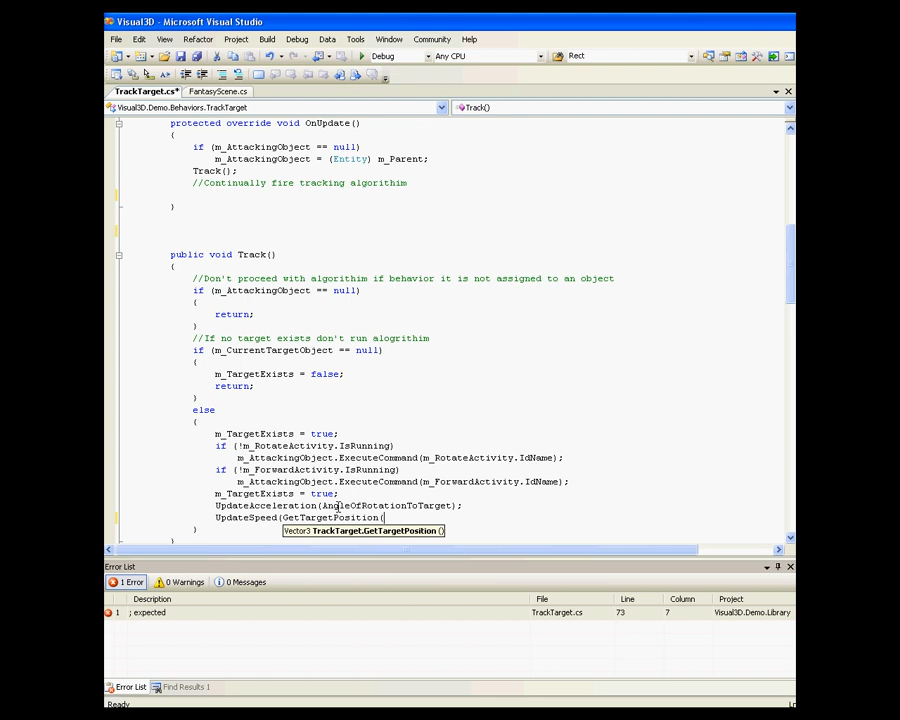 Visual3D - Microsoft Visual Studio
File Edit View Refactor Project Build Debug Data Tools Window Community Help
Debug Any CPU Rect
TrackTarget.cs* FantasyScene.cs
Visual3D.Demo.Behaviors.TrackTarget Track()
protected override void OnUpdate()
{
if (m_AttackingObject == null)
m_AttackingObject = (Entity) m_Parent;
Track();
//Continually fire tracking algorithim
}
public void Track()
{
//Don't proceed with algorithim if behavior it is not assigned to an object
if (m_AttackingObject == null)
{
return;
}
//If no target exists don't run alogrithim
if (m_CurrentTargetObject == null)
{
m_TargetExists = false;
return;
}
else
{
m_TargetExists = true;
if (!m_RotateActivity.IsRunning)
m_AttackingObject.ExecuteCommand(m_RotateActivity.IdName);
if (!m_ForwardActivity.IsRunning)
m_AttackingObject.ExecuteCommand(m_ForwardActivity.IdName);
m_TargetExists = true;
UpdateAcceleration(AngleOfRotationToTarget);
UpdateSpeed(GetTargetPosition(
Vector3 TrackTarget.GetTargetPosition ()
}
}
Error List
1 Error 0 Warnings 0 Messages
Description File Line Column Project
1 ; expected TrackTarget.cs 73 7 Visual3D.Demo.Library
Error List Find Results 1
Ready Ln